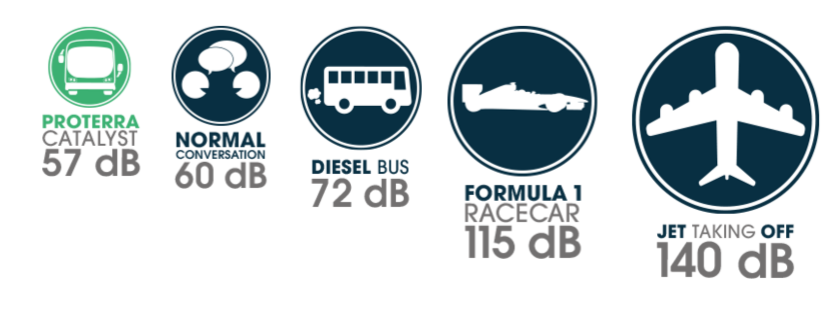 PROTERRA
CATALYST
57 dB
NORMAL
CONVERSATION
60 dB
DIESEL BUS
72 dB
FORMULA 1
RACECAR
115 dB
JET TAKING OFF
140 dB